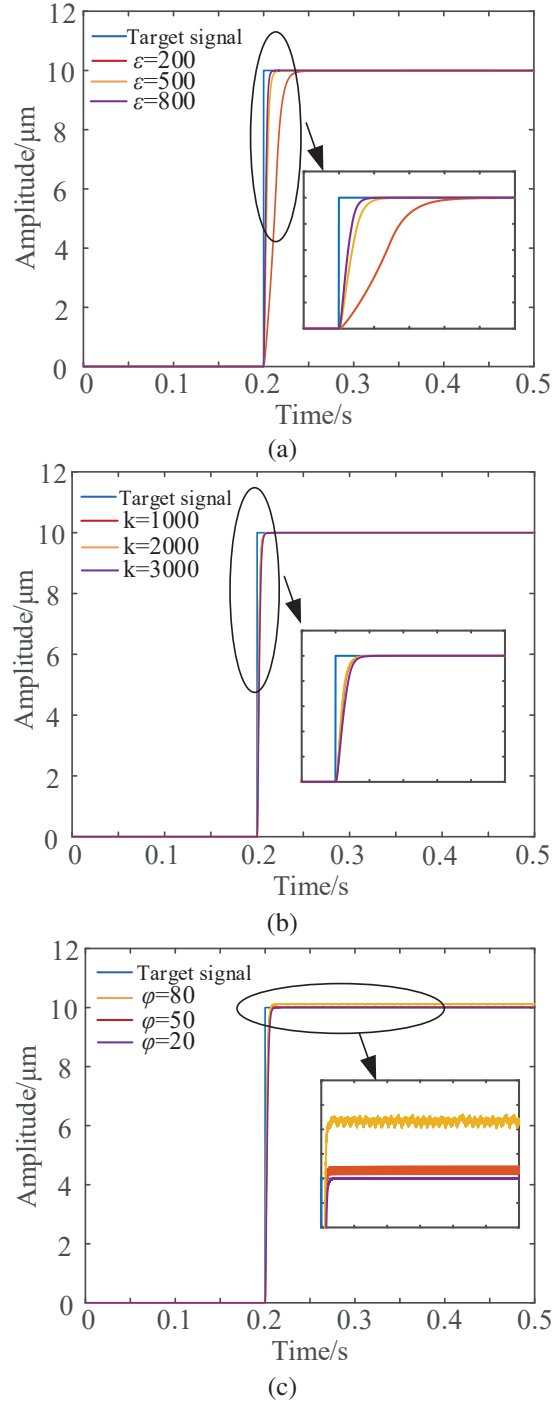 12
10
8
6
4
2
0
Amplitude/μm
Target signal
ε=200
ε=500
ε=800
0 0.1 0.2 0.3 0.4 0.5
Time/s
(a)
12
10
8
6
4
2
0
Amplitude/μm
Target signal
k=1000
k=2000
k=3000
0 0.1 0.2 0.3 0.4 0.5
Time/s
(b)
12
10
8
6
4
2
0
Amplitude/μm
Target signal
φ=80
φ=50
φ=20
0 0.1 0.2 0.3 0.4 0.5
Time/s
(c)